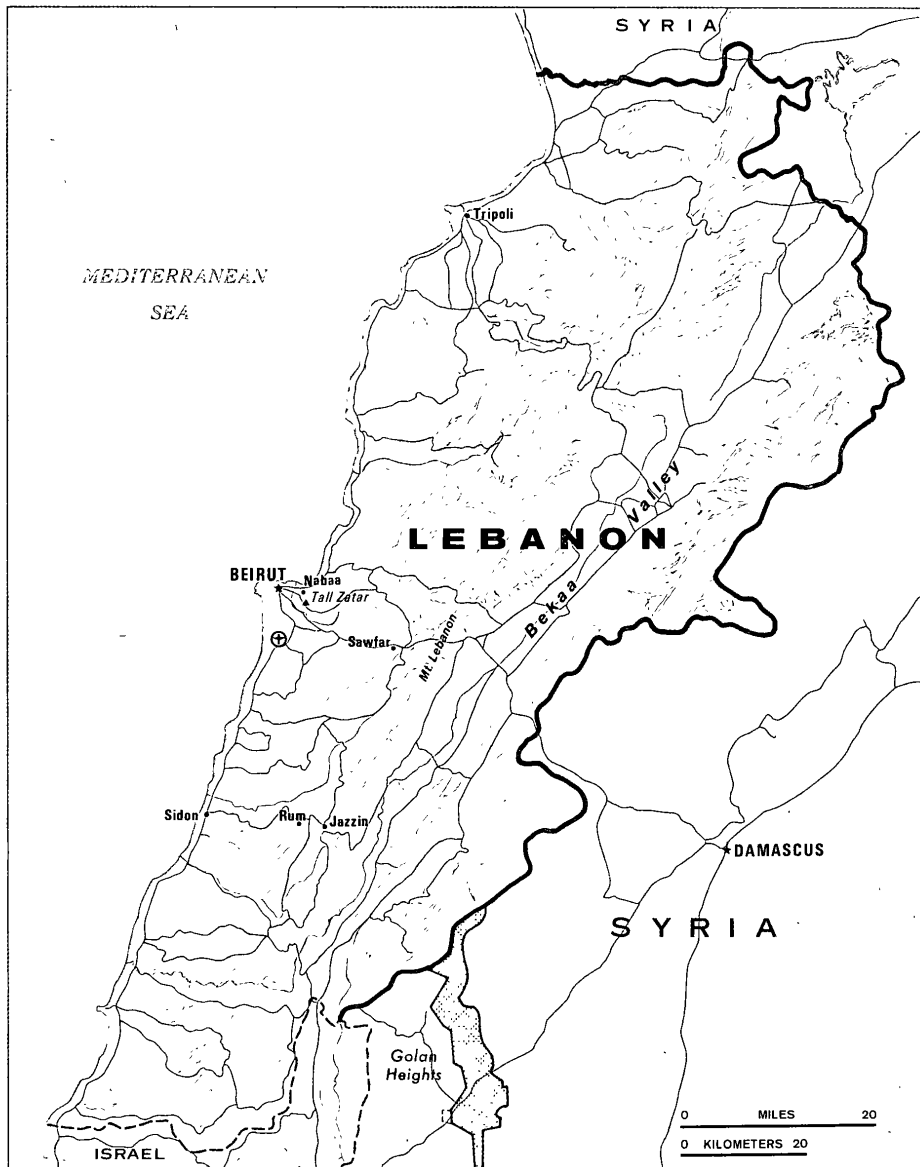 SYRIA
Tripoli
MEDITERRANEAN
SEA
Valley
LEBANON
BEIRUT
Nabaa
Tall Zatar
Bekaa
Sawfar
Mt. Lebanon
Sidon
Rum
Jazzin
DAMASCUS
SYRIA
Golan
Heights
0 MILES 20
0 KILOMETERS 20
ISRAEL